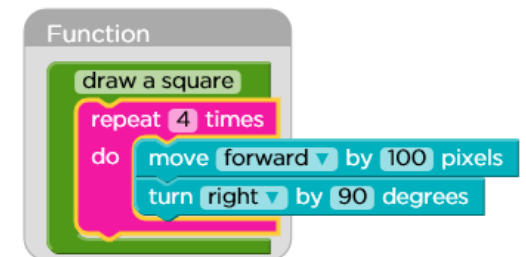 Function
draw a square
repeat 4 times
do move forward by 100 pixels
turn right by 90 degrees